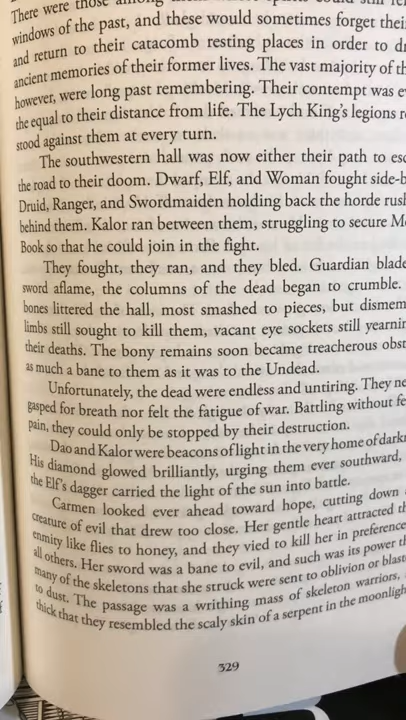 There were those among
windows of the past, and these would sometimes forget their
and return to their catacomb resting places in order to
ancient memories of their former lives. The vast majority of
however, were long past remembering. Their contempt was
the equal to their distance from life. The Lych King's legions
stood against them at every turn.
The southwestern hall was now either their path to
the road to their doom. Dwarf, Elf, and Woman fought
Druid, Ranger, and Swordmaiden holding back the horde
behind them. Kalor ran between them, struggling to secure
Book so that he could join in the fight.
They fought, they ran, and they bled. Guardian
sword aflame, the columns of the dead began to crumble.
bones littered the hall, most smashed to pieces, but
limbs still sought to kill them, vacant eye sockets still
their deaths. The bony remains soon became treacherous
as much a bane to them as it was to the Undead.
Unfortunately, the dead were endless and untiring. They
gasped for breath nor felt the fatigue of war. Battling without
pain, they could only be stopped by their destruction.
Dao and Kalor were beacons of light in the very home of
His diamond glowed brilliantly, urging them ever southward,
the Elf's dagger carried the light of the sun into battle.
Carmen looked ever ahead toward hope, cutting down
creature of evil that drew too close. Her gentle heart attracted
enmity like flies to honey, and they vied to kill her in preference
all others. Her sword was a bane to evil, and such was its power
many of the skeletons that she struck were sent to oblivion or
to dust. The passage was a writhing mass of skeleton warriors,
thick that they resembled the scaly skin of a serpent in the
329